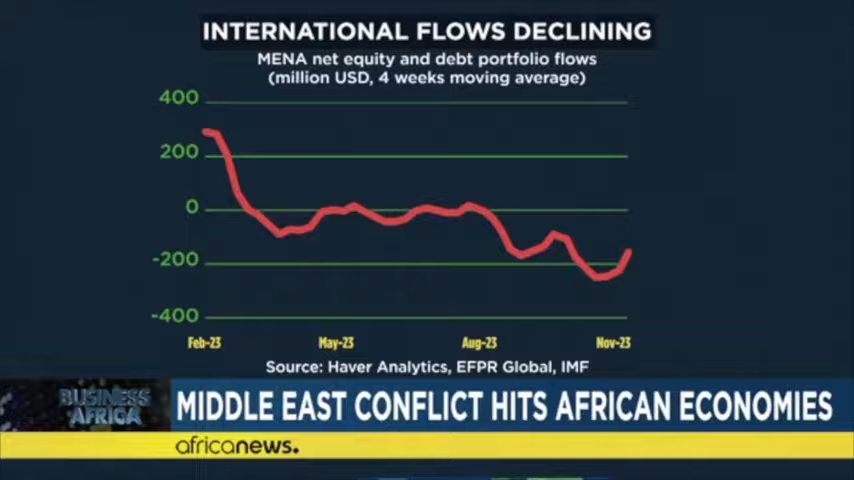 INTERNATIONAL FLOWS DECLINING
MENA net equity and debt portfolio flows
(million USD, 4 weeks moving average)
400
200
0
-200
-400
Feb-23 May-23 Aug-23 Nov-23
Source: Haver Analytics, EFPR Global, IMF
BUSINESS
AFRICA
MIDDLE EAST CONFLICT HITS AFRICAN ECONOMIES
africanews.